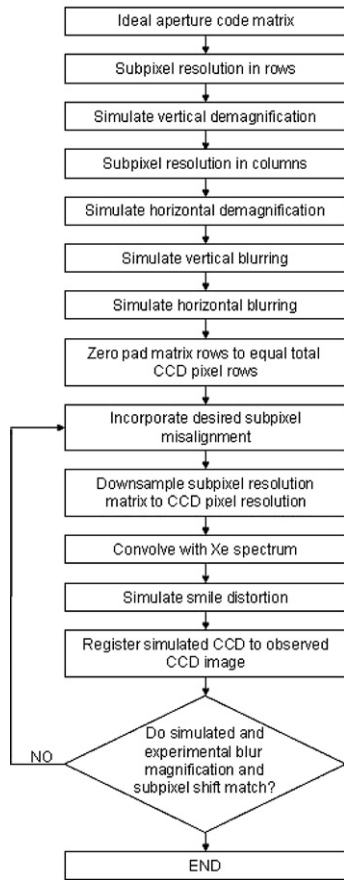 Ideal aperture code matrix
Subpixel resolution in rows
Simulate vertical demagnification
Subpixel resolution in columns
Simulate horizontal demagnification
Simulate vertical blurring
Simulate horizontal blurring
Zero pad matrix rows to equal total
CCD pixel rows
Incorporate desired subpixel
misalignment
Downsample subpixel resolution
matrix to CCD pixel resolution
Convolve with Xe spectrum
Simulate smile distortion
Register simulated CCD to observed
CCD image
Do simulated and
experimental blur
magnification and
subpixel shift match?
NO
END